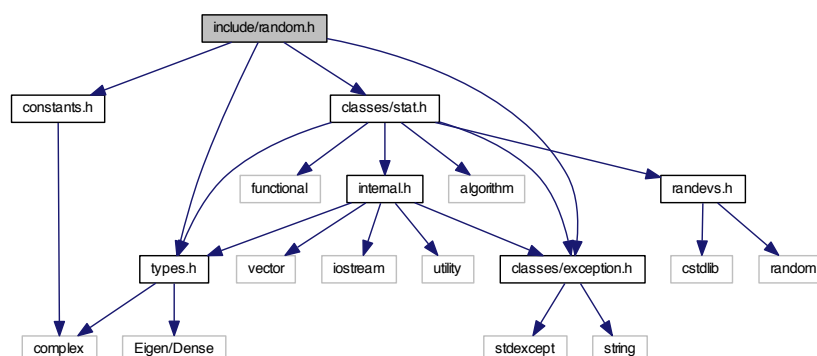 include/random.h
constants.h
classes/stat.h
functional
internal.h
algorithm
randevs.h
types.h
vector
iostream
utility
classes/exception.h
cstdlib
random
complex
Eigen/Dense
stdexcept
string